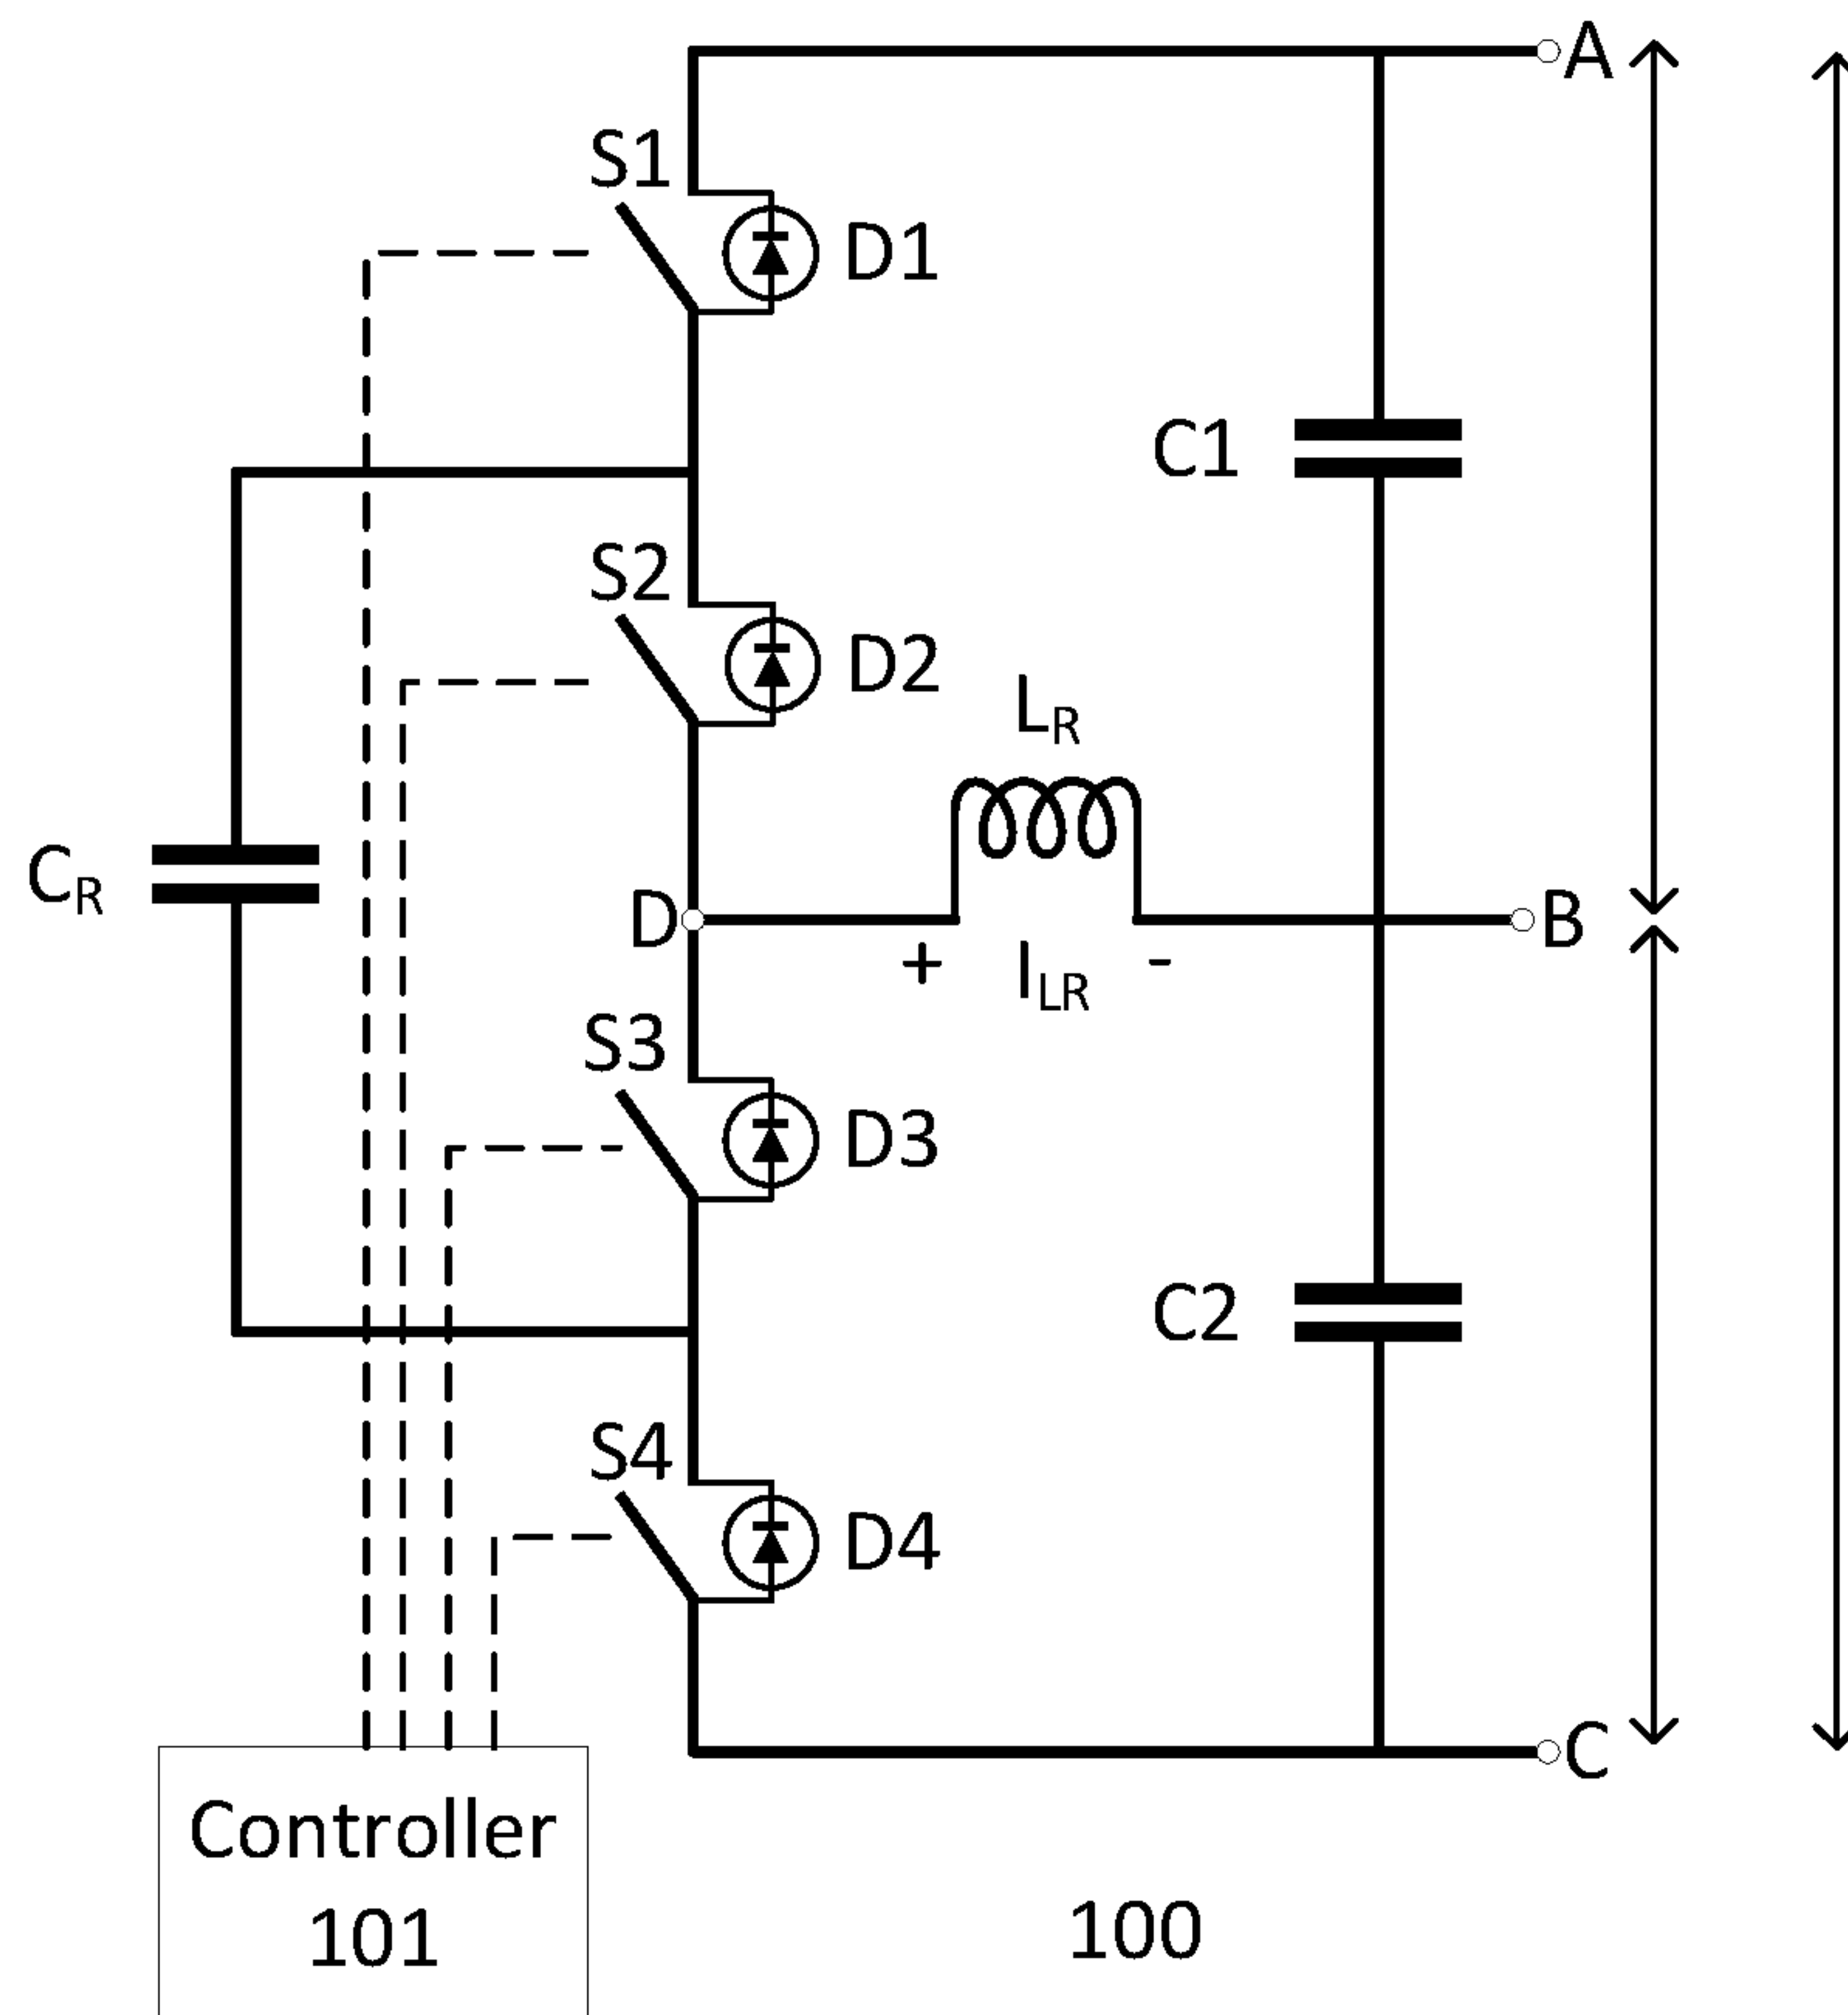 A
S1
D1
C1
S2
D2
LR
CR
D
B
+ ILR -
S3
D3
C2
S4
D4
C
Controller
101
100